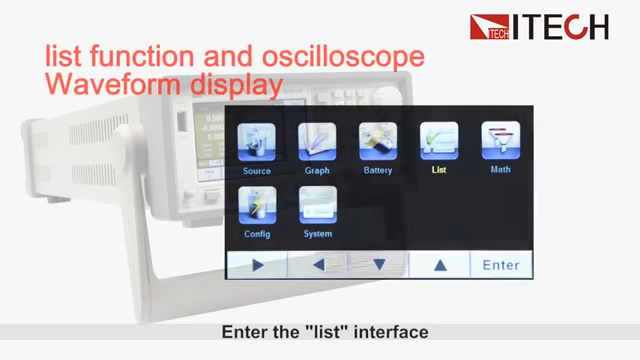 ITECH
ITECH
list function and oscilloscope
Waveform display
Source Graph Battery List Math
Config System
Enter
Enter the "list" interface